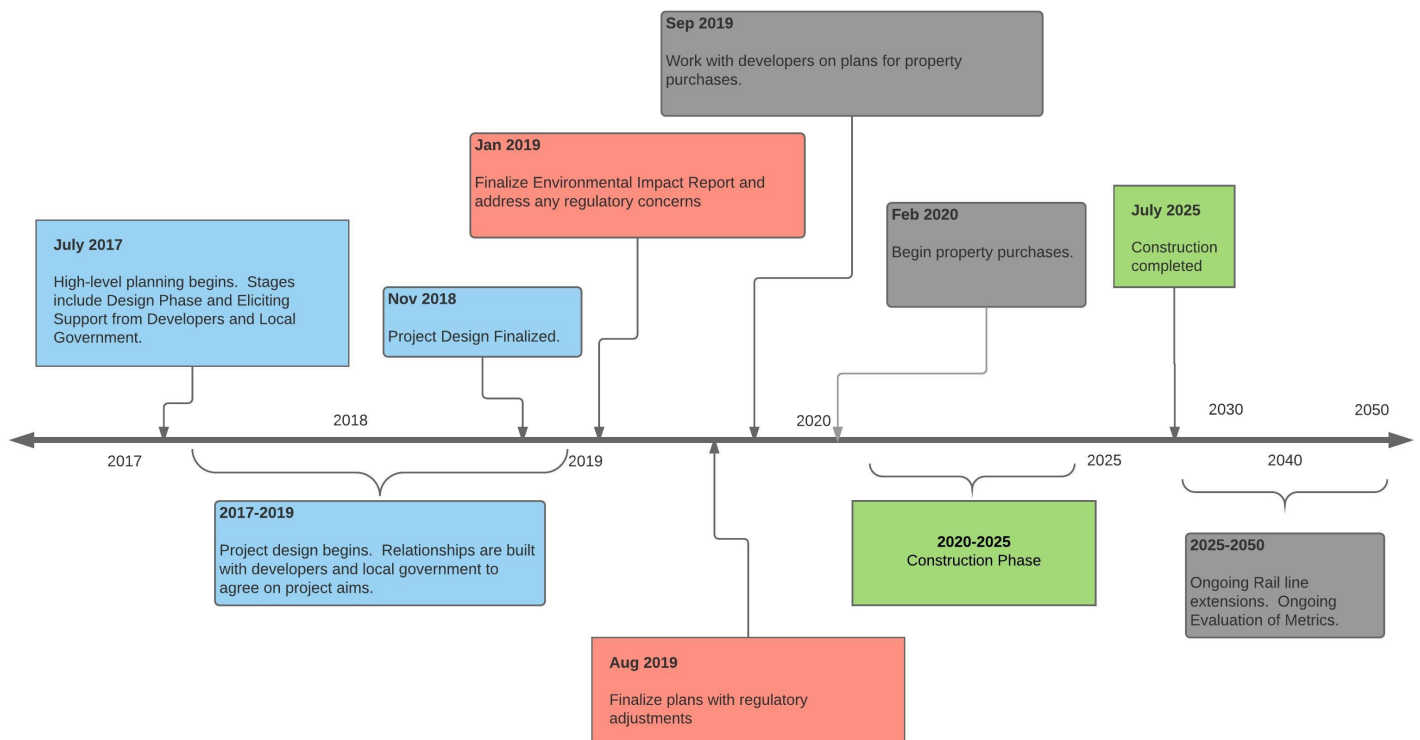 Sep 2019
Work with developers on plans for property
purchases.
Jan 2019
Finalize Environmental Impact Report and
address any regulatory concerns
July 2017
High-level planning begins.  Stages
include Design Phase and Eliciting
Support from Developers and Local
Government.
Nov 2018
Project Design Finalized.
Feb 2020
Begin property purchases.
July 2025
Construction
completed
2018
2020
2030
2050
2017
2019
2025
2040
2017-2019
Project design begins.  Relationships are built
with developers and local government to
agree on project aims.
2020-2025
Construction Phase
2025-2050
Ongoing Rail line
extensions.  Ongoing
Evaluation of Metrics.
Aug 2019
Finalize plans with regulatory
adjustments